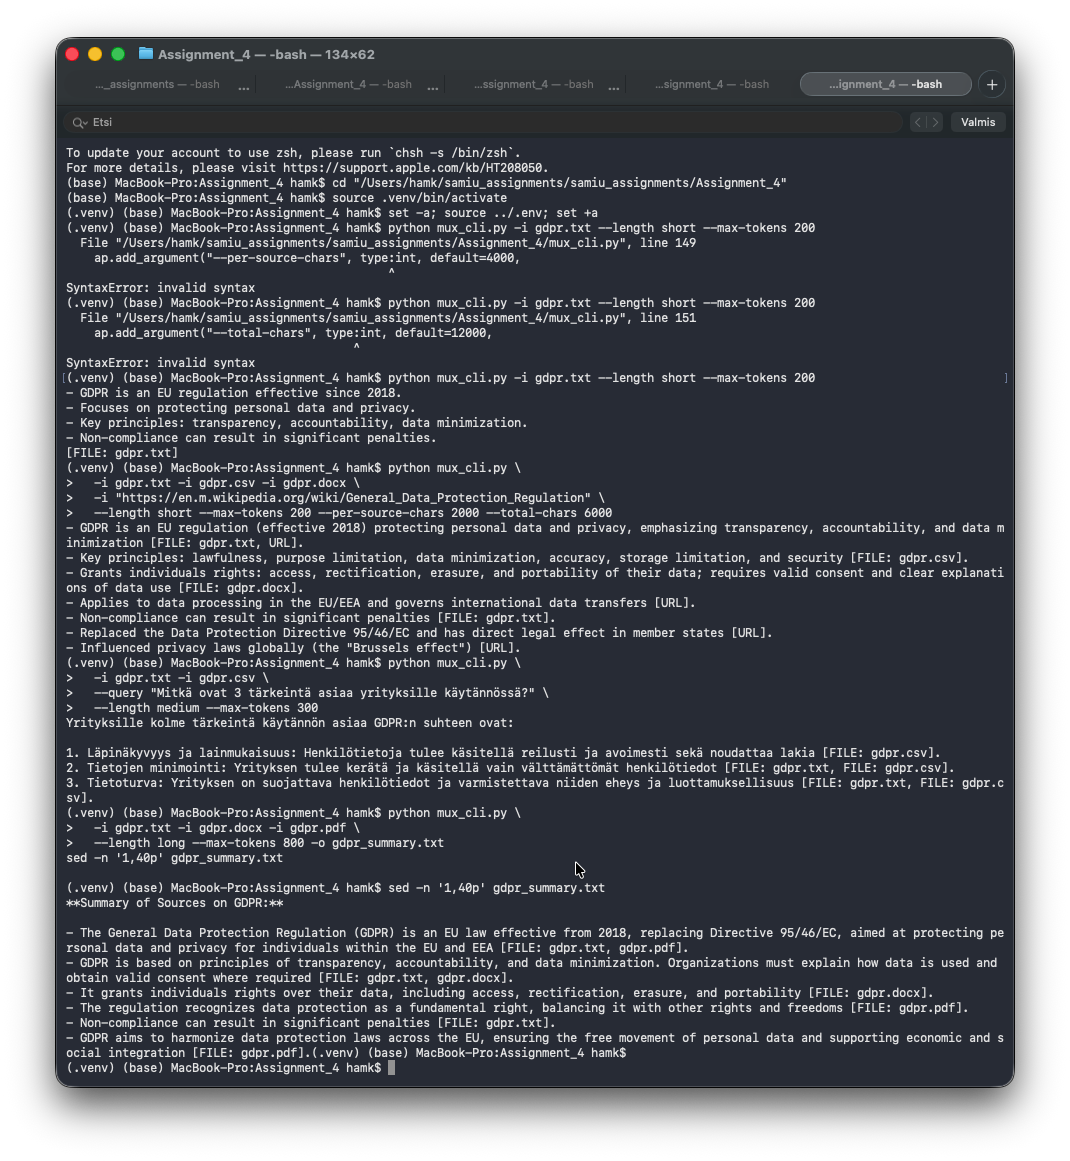 Assignment_4 — -bash — 134×62
..._assignments — -bash ... ...Assignment_4 — -bash ... ...ssignment_4 — -bash ... ...signment_4 — -bash ...ignment_4 — -bash +
Etsi < > Valmis
To update your account to use zsh, please run `chsh -s /bin/zsh`.
For more details, please visit https://support.apple.com/kb/HT208050.
(base) MacBook-Pro:Assignment_4 hamk$ cd "/Users/hamk/samiu_assignments/samiu_assignments/Assignment_4"
(base) MacBook-Pro:Assignment_4 hamk$ source .venv/bin/activate
(.venv) (base) MacBook-Pro:Assignment_4 hamk$ set -a; source ../.env; set +a
(.venv) (base) MacBook-Pro:Assignment_4 hamk$ python mux_cli.py -i gdpr.txt --length short --max-tokens 200
  File "/Users/hamk/samiu_assignments/samiu_assignments/Assignment_4/mux_cli.py", line 149
    ap.add_argument("--per-source-chars", type:int, default=4000,
                                              ^
SyntaxError: invalid syntax
(.venv) (base) MacBook-Pro:Assignment_4 hamk$ python mux_cli.py -i gdpr.txt --length short --max-tokens 200
  File "/Users/hamk/samiu_assignments/samiu_assignments/Assignment_4/mux_cli.py", line 151
    ap.add_argument("--total-chars", type:int, default=12000,
                                         ^
SyntaxError: invalid syntax
[(.venv) (base) MacBook-Pro:Assignment_4 hamk$ python mux_cli.py -i gdpr.txt --length short --max-tokens 200 ]
- GDPR is an EU regulation effective since 2018.
- Focuses on protecting personal data and privacy.
- Key principles: transparency, accountability, data minimization.
- Non-compliance can result in significant penalties.
[FILE: gdpr.txt]
(.venv) (base) MacBook-Pro:Assignment_4 hamk$ python mux_cli.py \
>   -i gdpr.txt -i gdpr.csv -i gdpr.docx \
>   -i "https://en.m.wikipedia.org/wiki/General_Data_Protection_Regulation" \
>   --length short --max-tokens 200 --per-source-chars 2000 --total-chars 6000
- GDPR is an EU regulation (effective 2018) protecting personal data and privacy, emphasizing transparency, accountability, and data m
inimization [FILE: gdpr.txt, URL].
- Key principles: lawfulness, purpose limitation, data minimization, accuracy, storage limitation, and security [FILE: gdpr.csv].
- Grants individuals rights: access, rectification, erasure, and portability of their data; requires valid consent and clear explanati
ons of data use [FILE: gdpr.docx].
- Applies to data processing in the EU/EEA and governs international data transfers [URL].
- Non-compliance can result in significant penalties [FILE: gdpr.txt].
- Replaced the Data Protection Directive 95/46/EC and has direct legal effect in member states [URL].
- Influenced privacy laws globally (the "Brussels effect") [URL].
(.venv) (base) MacBook-Pro:Assignment_4 hamk$ python mux_cli.py \
>   -i gdpr.txt -i gdpr.csv \
>   --query "Mitkä ovat 3 tärkeintä asiaa yrityksille käytännössä?" \
>   --length medium --max-tokens 300
Yrityksille kolme tärkeintä käytännön asiaa GDPR:n suhteen ovat:
1. Läpinäkyvyys ja lainmukaisuus: Henkilötietoja tulee käsitellä reilusti ja avoimesti sekä noudattaa lakia [FILE: gdpr.csv].
2. Tietojen minimointi: Yrityksen tulee kerätä ja käsitellä vain välttämättömät henkilötiedot [FILE: gdpr.txt, FILE: gdpr.csv].
3. Tietoturva: Yrityksen on suojattava henkilötiedot ja varmistettava niiden eheys ja luottamuksellisuus [FILE: gdpr.txt, FILE: gdpr.c
sv].
(.venv) (base) MacBook-Pro:Assignment_4 hamk$ python mux_cli.py \
>   -i gdpr.txt -i gdpr.docx -i gdpr.pdf \
>   --length long --max-tokens 800 -o gdpr_summary.txt
sed -n '1,40p' gdpr_summary.txt
(.venv) (base) MacBook-Pro:Assignment_4 hamk$ sed -n '1,40p' gdpr_summary.txt
**Summary of Sources on GDPR:**
- The General Data Protection Regulation (GDPR) is an EU law effective from 2018, replacing Directive 95/46/EC, aimed at protecting pe
rsonal data and privacy for individuals within the EU and EEA [FILE: gdpr.txt, gdpr.pdf].
- GDPR is based on principles of transparency, accountability, and data minimization. Organizations must explain how data is used and
obtain valid consent where required [FILE: gdpr.txt, gdpr.docx].
- It grants individuals rights over their data, including access, rectification, erasure, and portability [FILE: gdpr.docx].
- The regulation recognizes data protection as a fundamental right, balancing it with other rights and freedoms [FILE: gdpr.pdf].
- Non-compliance can result in significant penalties [FILE: gdpr.txt].
- GDPR aims to harmonize data protection laws across the EU, ensuring the free movement of personal data and supporting economic and s
ocial integration [FILE: gdpr.pdf].(.venv) (base) MacBook-Pro:Assignment_4 hamk$
(.venv) (base) MacBook-Pro:Assignment_4 hamk$